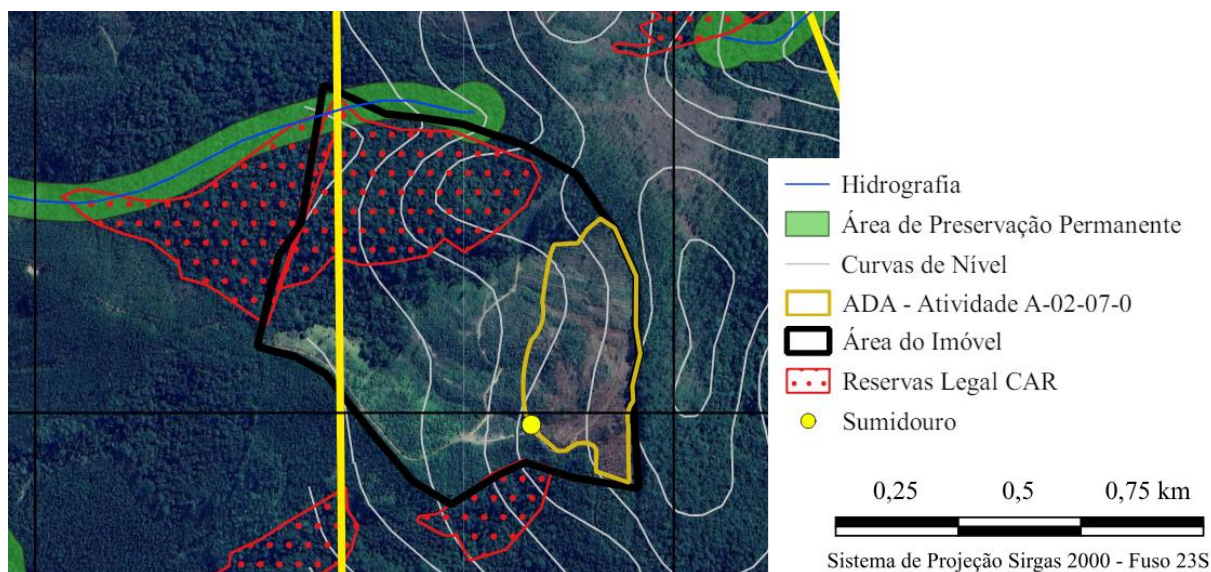 Hidrografia
Área de Preservação Permanente
Curvas de Nível
ADA - Atividade A-02-07-0
Área do Imóvel
Reservas Legal CAR
Sumidouro
0,25 0,5 0,75 km
Sistema de Projeção Sirgas 2000 - Fuso 23S